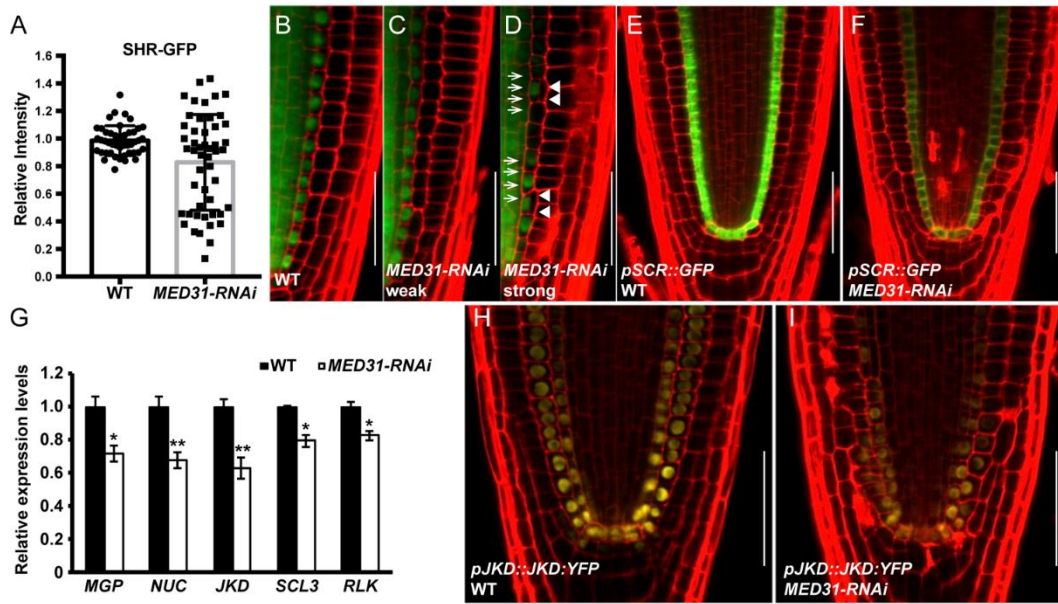 A
SHR-GFP
Relative Intensity
1.6
1.4
1.2
1.0
0.8
0.6
0.4
0.2
0.0
WT
MED31-RNAi
B
WT
C
MED31-RNAi
weak
D
MED31-RNAi
strong
E
pSCR::GFP
WT
F
pSCR::GFP
MED31-RNAi
G
WT MED31-RNAi
Relative expression levels
1.2
1.0
0.8
0.6
0.4
0.2
0
* ** ** * *
MGP NUC JKD SCL3 RLK
H
pJKD::JKD:YFP
WT
I
pJKD::JKD:YFP
MED31-RNAi